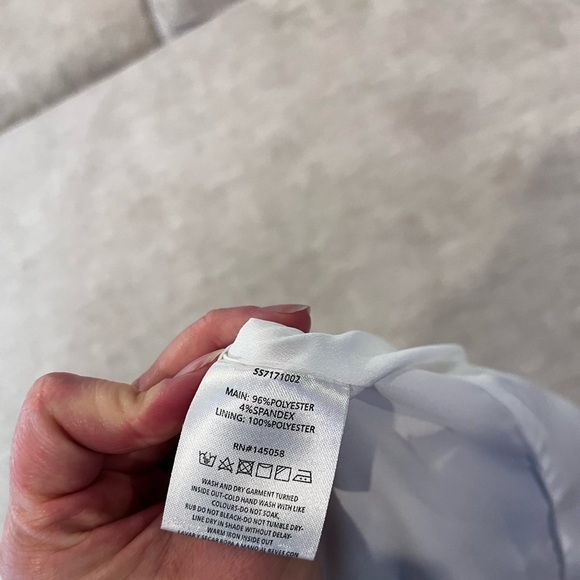 SS7171002
MAIN: 96%POLYESTER
4%SPANDEX
LINING: 100%POLYESTER
RN#145058
WASH AND DRY GARMENT TURNED
INSIDE OUT-COLD HAND WASH WITH LIKE
COLOURS-DO NOT SOAK,
RUB DO NOT BLEACH-DO NOT TUMBLE DRY-
LINE DRY IN SHADE WITHOUT DELAY-
WARM IRON INSIDE OUT
LAVAR Y SECAR